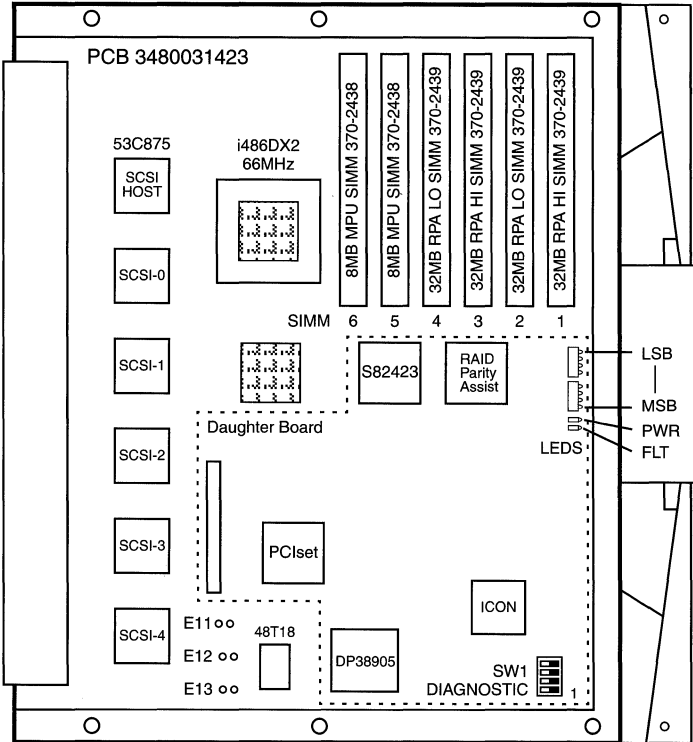 PCB 3480031423
53C875
SCSI
HOST
i486DX2
66MHz
8MB MPU SIMM 370-2438
8MB MPU SIMM 370-2438
32MB RPA LO SIMM 370-2439
32MB RPA HI SIMM 370-2439
32MB RPA LO SIMM 370-2439
32MB RPA HI SIMM 370-2439
SIMM 6 5 4 3 2 1
SCSI-0
SCSI-1
S82423
RAID
Parity
Assist
LSB
MSB
PWR
FLT
LEDS
Daughter Board
SCSI-2
SCSI-3
PCIset
ICON
SCSI-4
E11
E12
E13
48T18
DP38905
SW1
DIAGNOSTIC
1